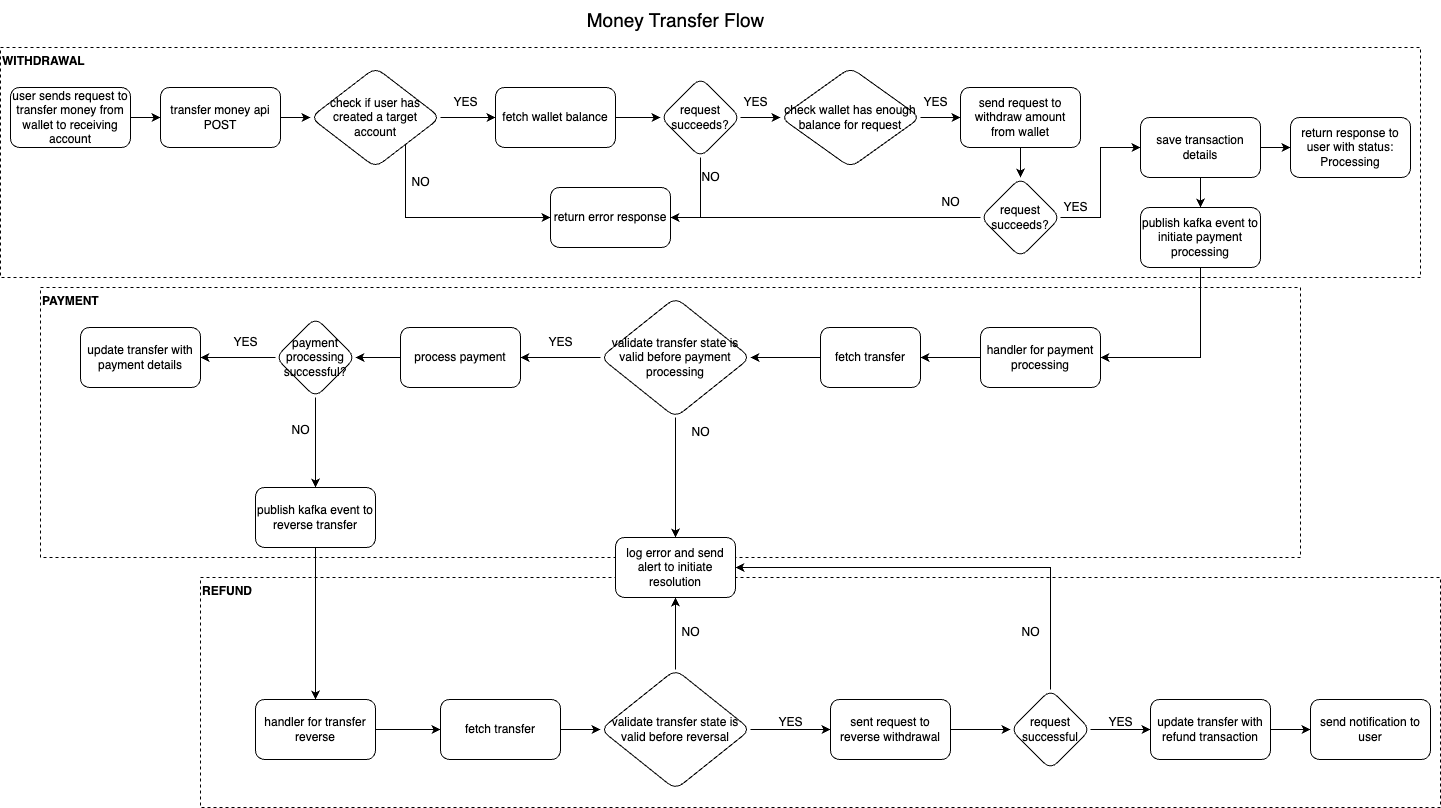 Money Transfer Flow
WITHDRAWAL
user sends request to
transfer money from
wallet to receiving
account
transfer money api
POST
check if user has
created a target
account
YES
NO
fetch wallet balance
request
succeeds?
YES
NO
check wallet has enough
balance for request
YES
send request to
withdraw amount
from wallet
return error response
NO
request
succeeds?
YES
save transaction
details
return response to
user with status:
Processing
publish kafka event to
initiate payment
processing
PAYMENT
update transfer with
payment details
YES
payment
processing
successful?
NO
process payment
YES
validate transfer state is
valid before payment
processing
NO
fetch transfer
handler for payment
processing
publish kafka event to
reverse transfer
log error and send
alert to initiate
resolution
REFUND
NO
NO
handler for transfer
reverse
fetch transfer
validate transfer state is
valid before reversal
YES
sent request to
reverse withdrawal
request
successful
YES
update transfer with
refund transaction
send notification to
user